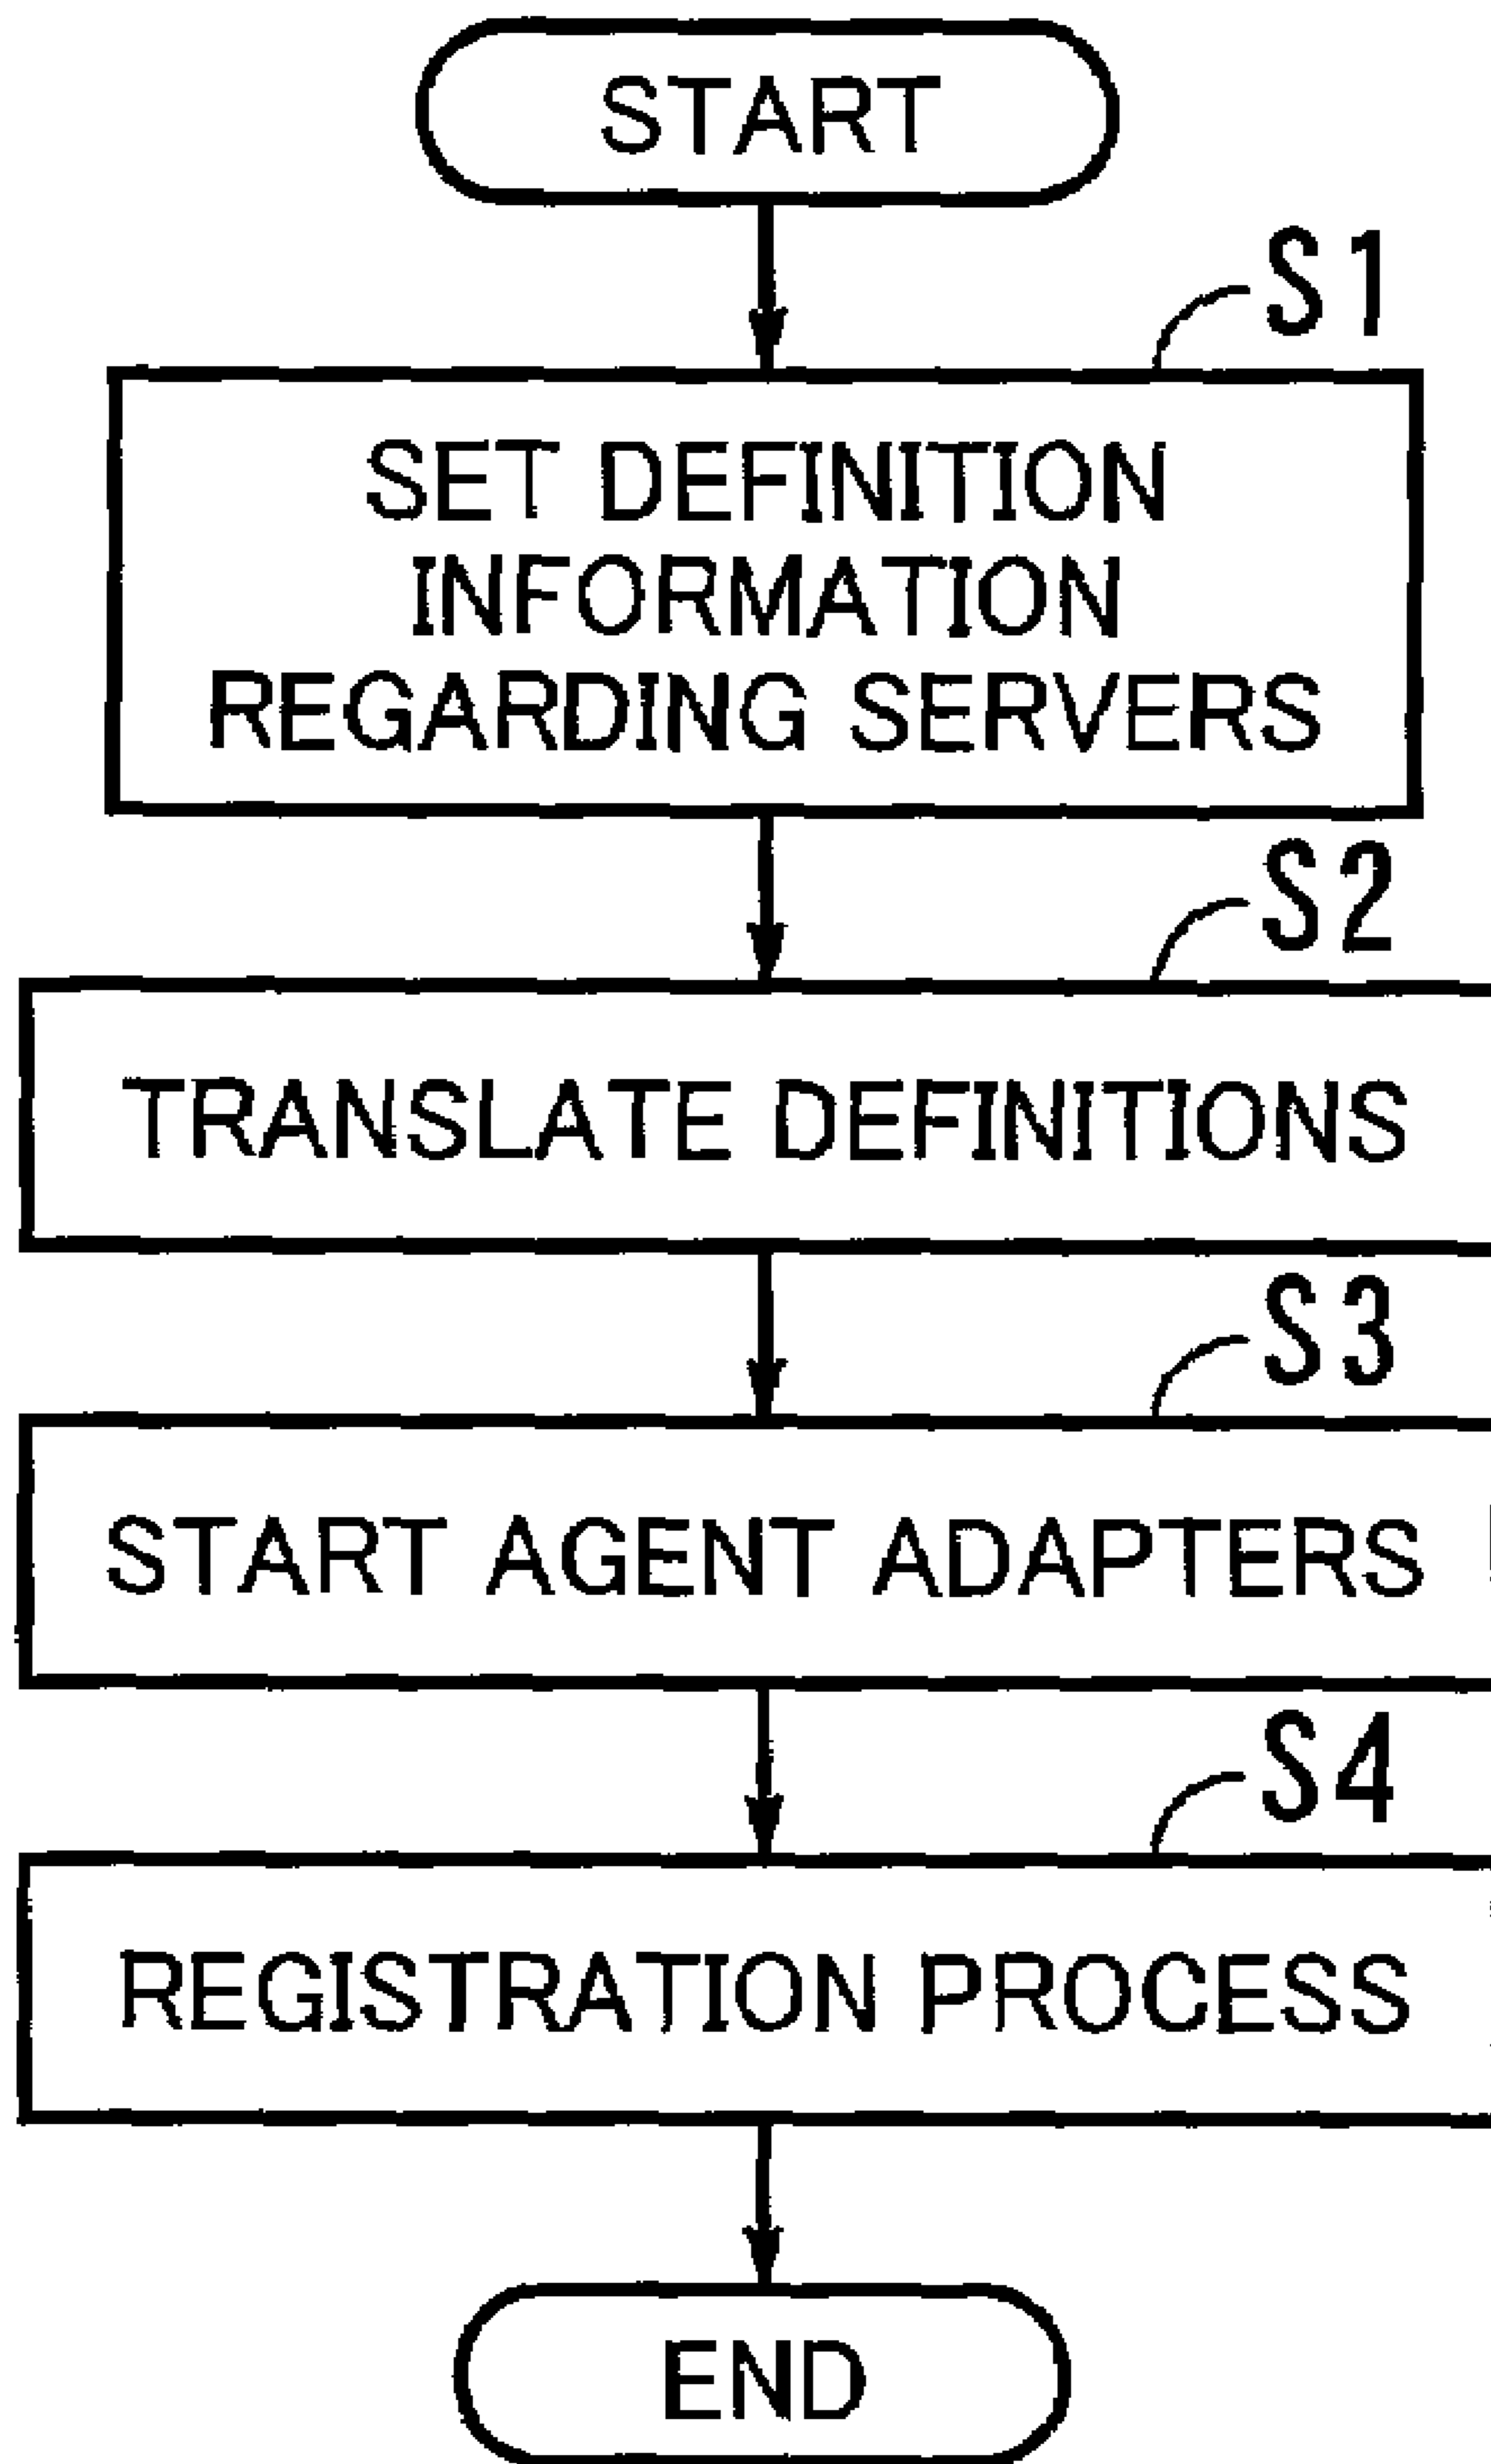 START
S1
SET DEFINITION
INFORMATION
REGARDING SERVERS
S2
TRANSLATE DEFINITIONS
S3
START AGENT ADAPTERS
S4
REGISTRATION PROCESS
END